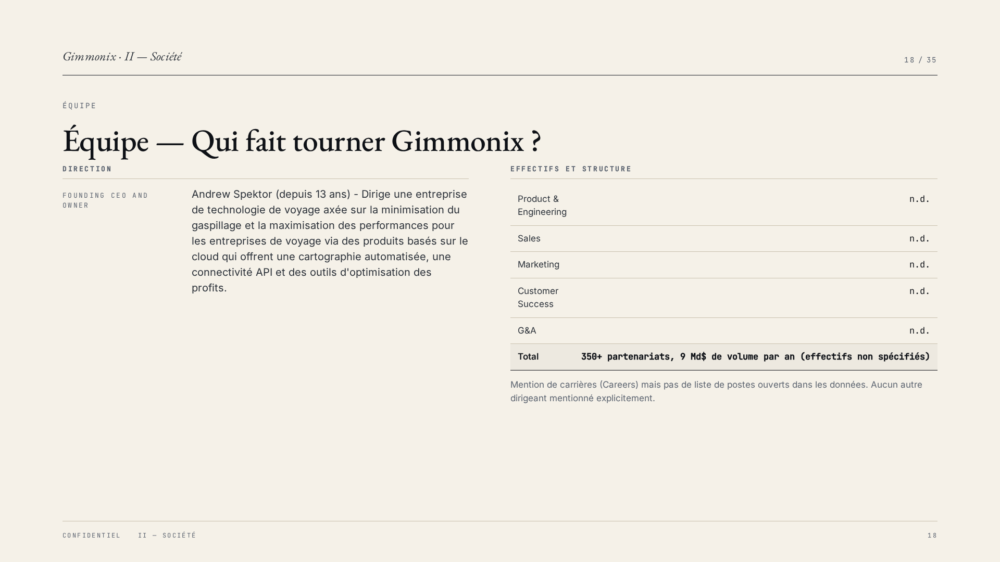 Gimmonix · II — Société
18 / 35
ÉQUIPE
Équipe — Qui fait tourner Gimmonix ?
DIRECTION
FOUNDING CEO AND
OWNER
Andrew Spektor (depuis 13 ans) - Dirige une entreprise
de technologie de voyage axée sur la minimisation du
gaspillage et la maximisation des performances pour
les entreprises de voyage via des produits basés sur le
cloud qui offrent une cartographie automatisée, une
connectivité API et des outils d'optimisation des
profits.
EFFECTIFS ET STRUCTURE
Product &
Engineering
n.d.
Sales n.d.
Marketing n.d.
Customer
Success
n.d.
G&A n.d.
Total 350+ partenariats, 9 Md$ de volume par an (effectifs non spécifiés)
Mention de carrières (Careers) mais pas de liste de postes ouverts dans les données. Aucun autre
dirigeant mentionné explicitement.
CONFIDENTIEL II — SOCIÉTÉ
18